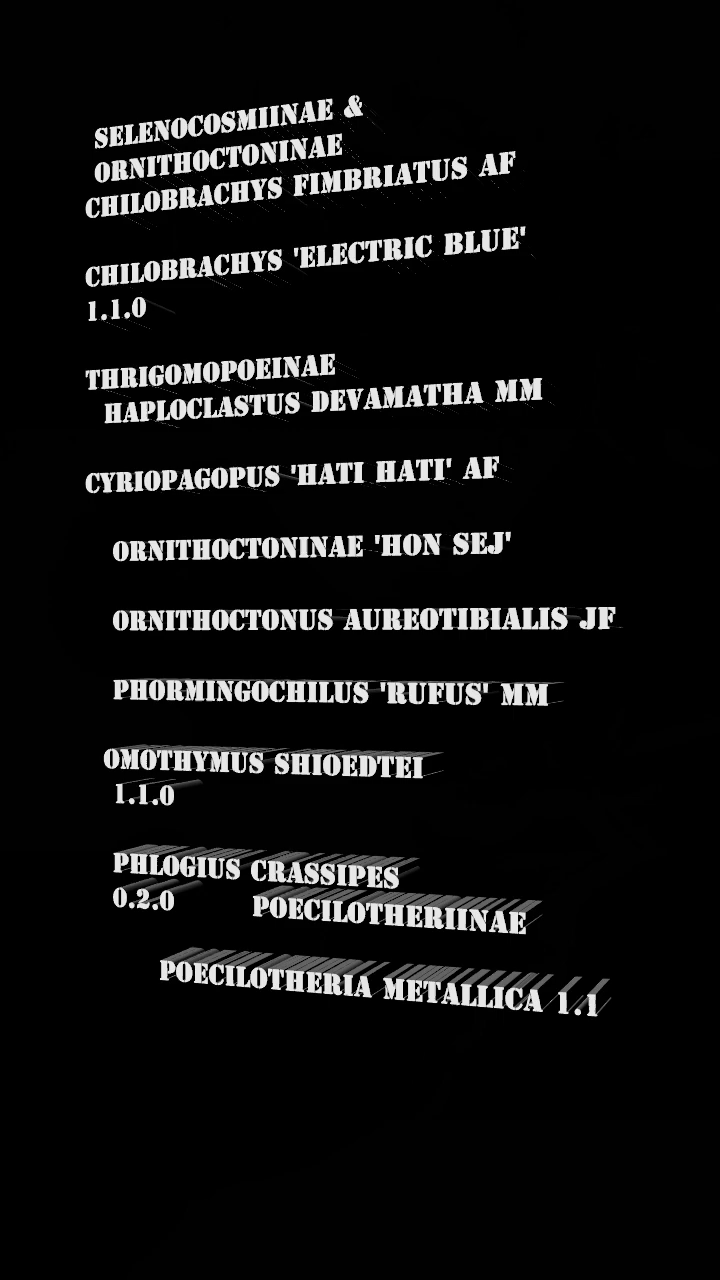 SELENOCOSMIINAE &
ORNITHOCTONINAE
CHILOBRACHYS FIMBRIATUS AF
CHILOBRACHYS 'ELECTRIC BLUE'
1.1.0
THRIGOMOPOEINAE
HAPLOCLASTUS DEVAMATHA MM
CYRIOPAGOPUS 'HATI HATI' AF
ORNITHOCTONINAE 'HON SEJ'
ORNITHOCTONUS AUREOTIBIALIS JF
PHORMINGOCHILUS 'RUFUS' MM
OMOTHYMUS SHIOEDTEI
1.1.0
PHLOGIUS CRASSIPES
0.2.0 POECILOTHERIINAE
POECILOTHERIA METALLICA 1.1